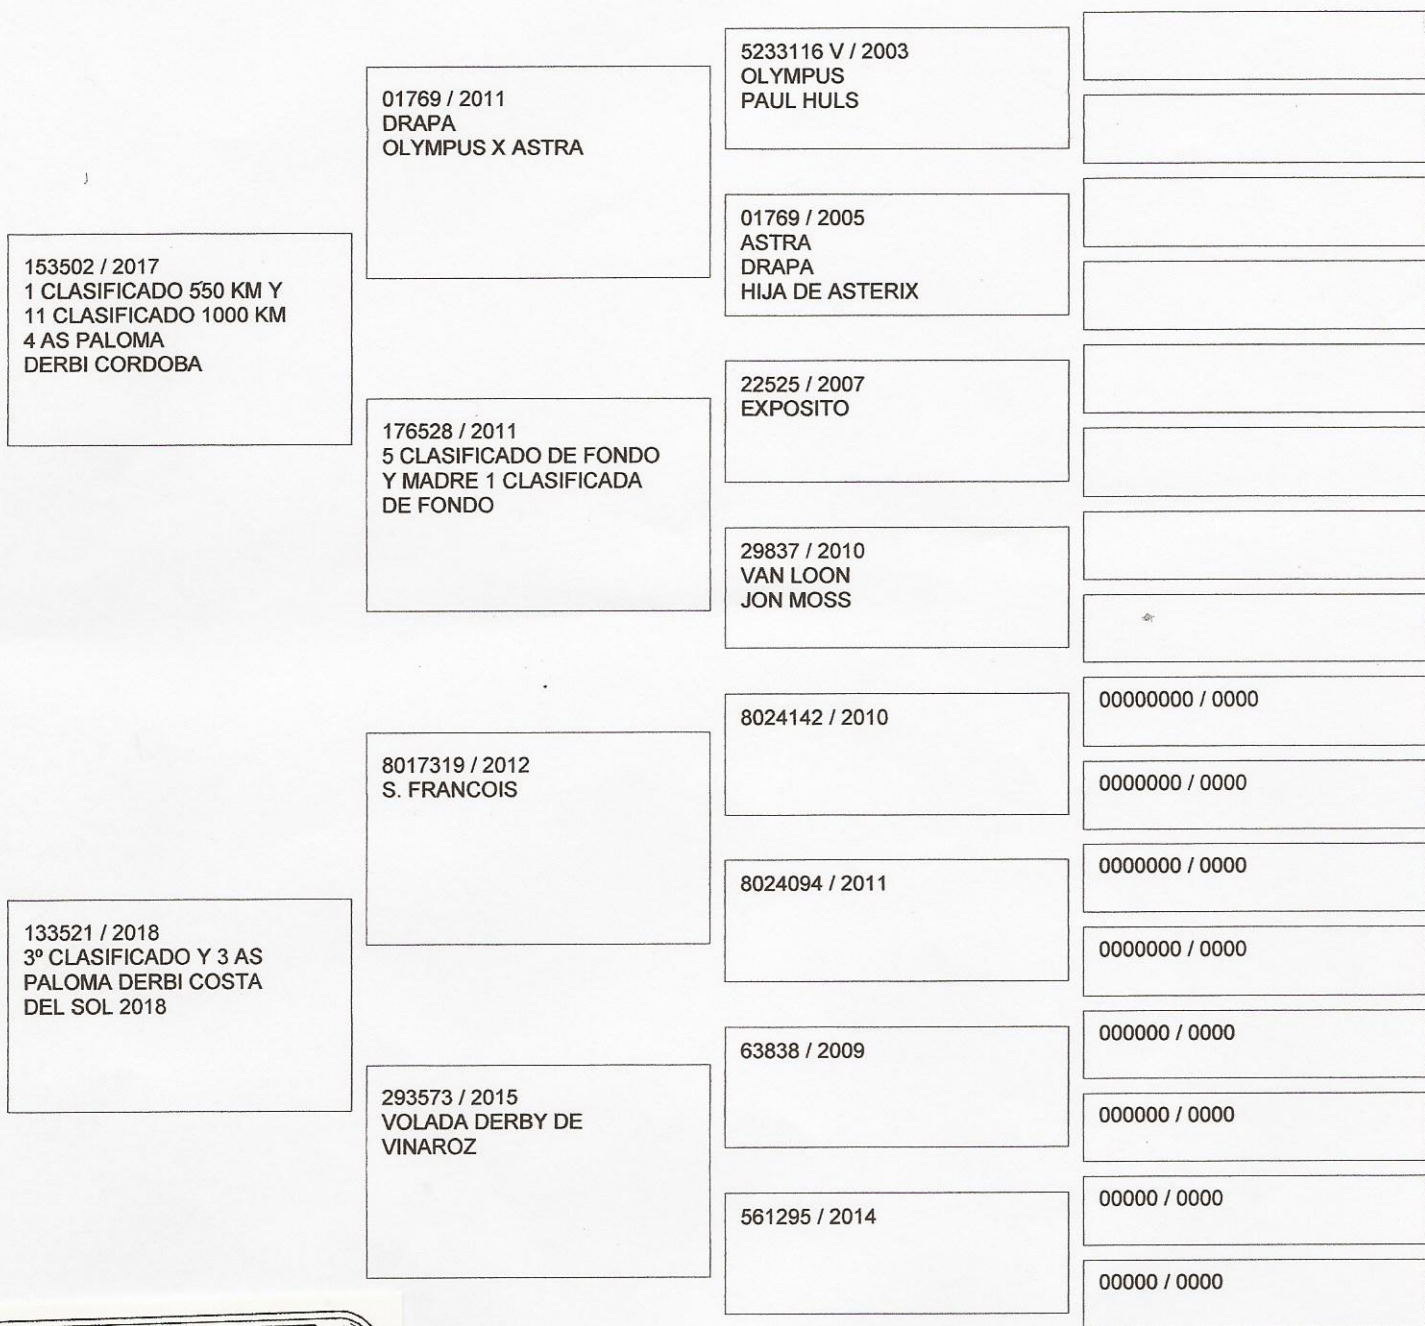 153502 / 2017
1 CLASIFICADO 550 KM Y
11 CLASIFICADO 1000 KM
4 AS PALOMA
DERBI CORDOBA
133521 / 2018
3º CLASIFICADO Y 3 AS
PALOMA DERBI COSTA
DEL SOL 2018
01769 / 2011
DRAPA
OLYMPUS X ASTRA
176528 / 2011
5 CLASIFICADO DE FONDO
Y MADRE 1 CLASIFICADA
DE FONDO
8017319 / 2012
S. FRANCOIS
293573 / 2015
VOLADA DERBY DE
VINAROZ
5233116 V / 2003
OLYMPUS
PAUL HULS
01769 / 2005
ASTRA
DRAPA
HIJA DE ASTERIX
22525 / 2007
EXPOSITO
29837 / 2010
VAN LOON
JON MOSS
8024142 / 2010
8024094 / 2011
63838 / 2009
561295 / 2014
00000000 / 0000
0000000 / 0000
0000000 / 0000
0000000 / 0000
000000 / 0000
000000 / 0000
00000 / 0000
00000 / 0000